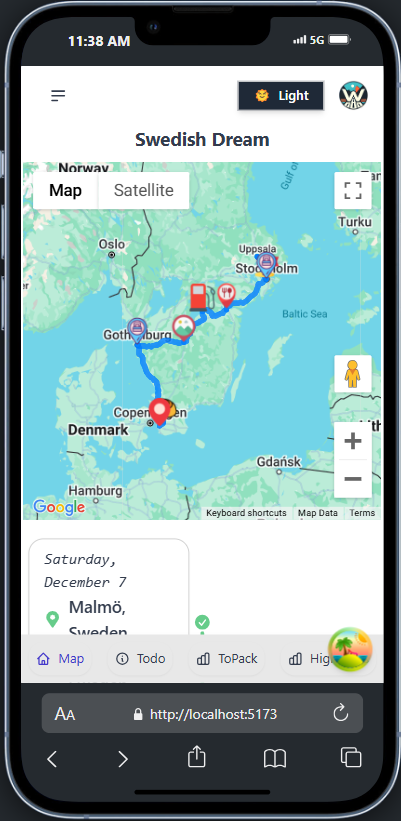 11:38 AM
5G
Light
Swedish Dream
Norway
Map
Satellite
Gulf of
Turku
Oslo
Uppsala
Stockholm
Baltic Sea
Gothenburg
Copenhagen
Denmark
Gdańsk
Hamburg
Google
Keyboard shortcuts
Map Data
Terms
Saturday,
December 7
Malmö,
Sweden
Map
Todo
ToPack
Hig
AA
http://localhost:5173